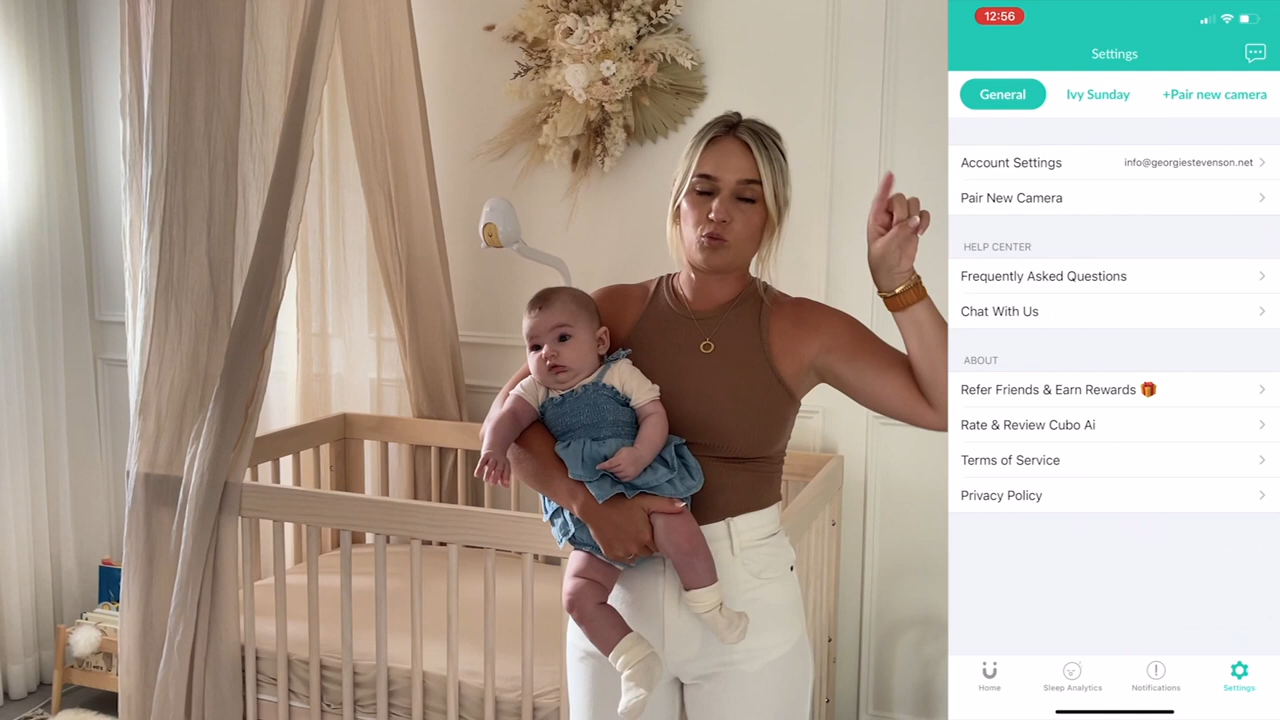 12:56
Settings
General
Ivy Sunday
+Pair new camera
Account Settings
info@georgiestevenson.net
Pair New Camera
HELP CENTER
Frequently Asked Questions
Chat With Us
ABOUT
Refer Friends & Earn Rewards 🎁
Rate & Review Cubo Ai
Terms of Service
Privacy Policy
Home
Sleep Analytics
Notifications
Settings